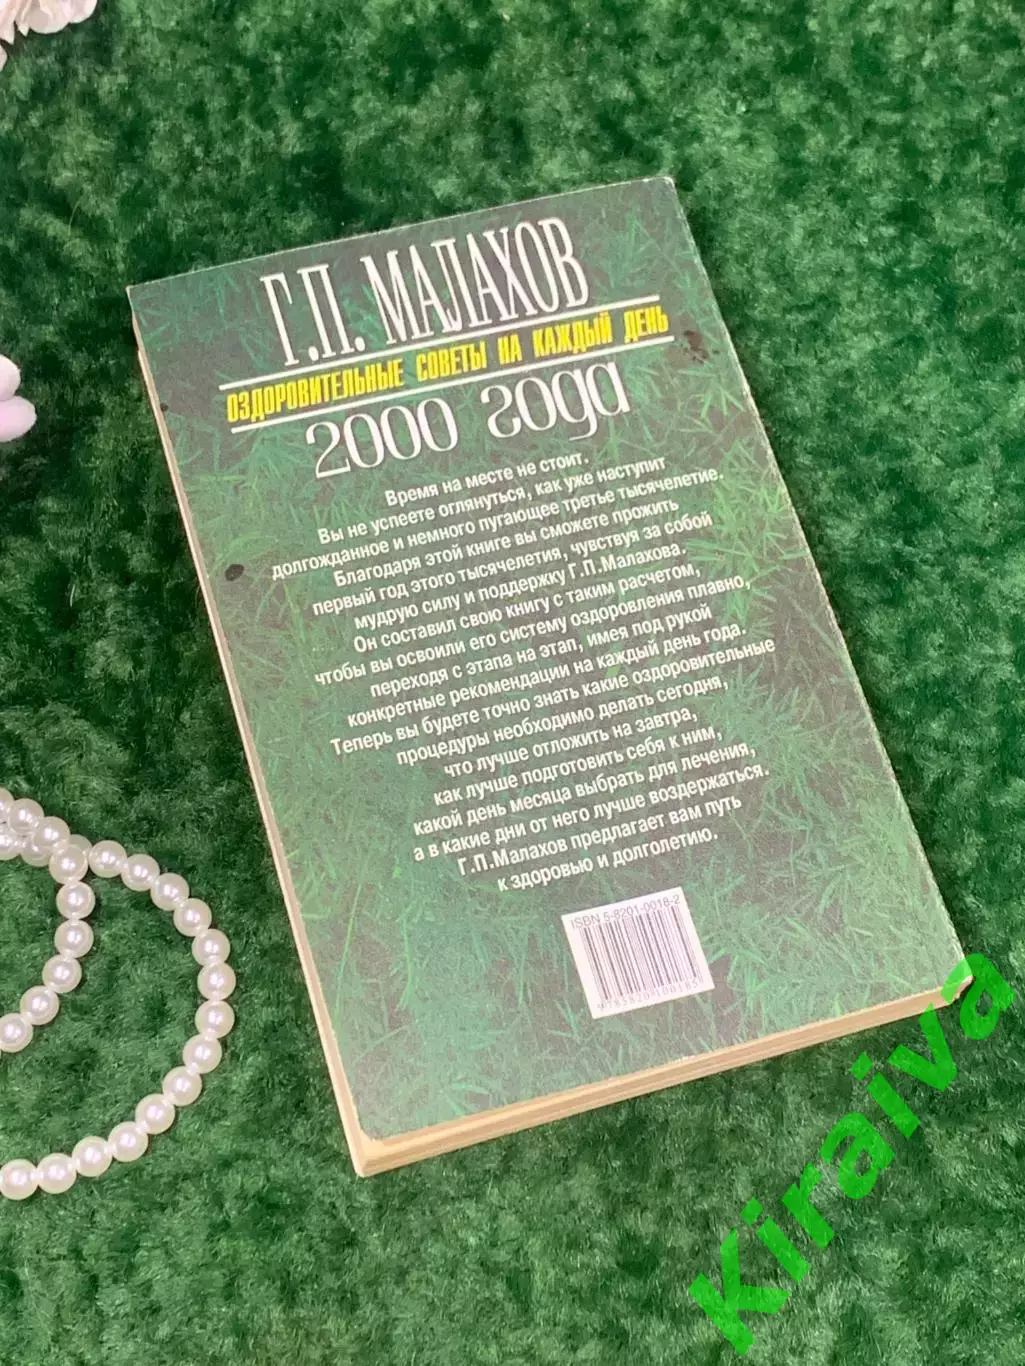 Г.П. МАЛАХОВ
ОЗДОРОВИТЕЛЬНЫЕ СОВЕТЫ НА КАЖДЫЙ ДЕНЬ
2000 года
Время на месте не стоит.
Вы не успеете оглянуться, как уже наступит
долгожданное и немного пугающее третье тысячелетие.
Благодаря этой книге вы сможете прожить
первый год этого тысячелетия, чувствуя за собой
мудрую силу и поддержку Г.П.Малахова.
Он составил свою книгу с таким расчетом,
чтобы вы освоили его систему оздоровления плавно,
переходя с этапа на этап, имея под рукой
конкретные рекомендации на каждый день года.
Теперь вы будете точно знать какие оздоровительные
процедуры необходимо делать сегодня,
что лучше отложить на завтра,
как лучше подготовить себя к ним,
какой день месяца выбрать для лечения,
а в какие дни от него лучше воздержаться.
Г.П.Малахов предлагает вам путь
к здоровью и долголетию.
ISBN 5-8201-0018-2
9785820100185
Kiraiva